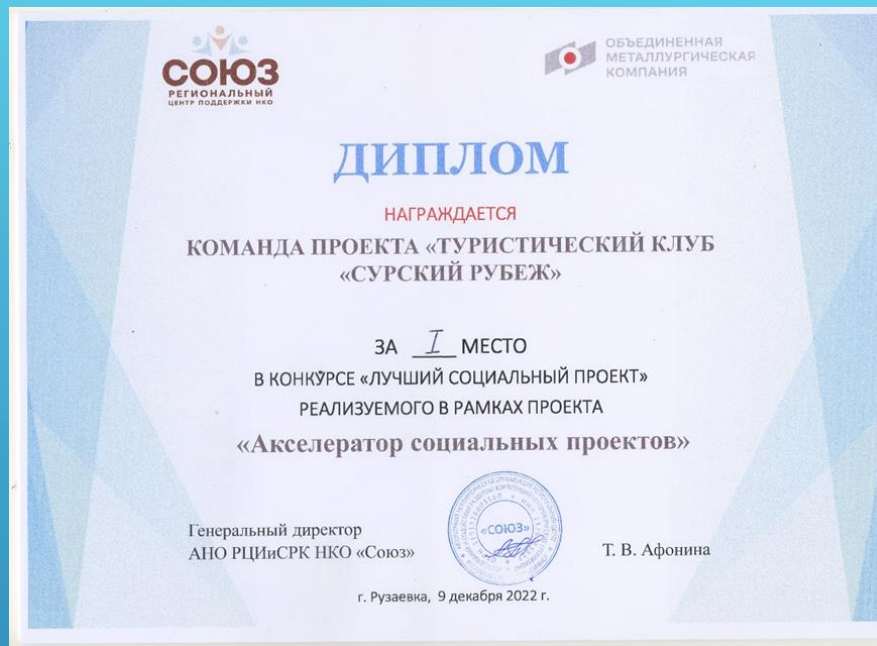 СОЮЗ
РЕГИОНАЛЬНЫЙ
ЦЕНТР ПОДДЕРЖКИ НКО
ОБЪЕДИНЕННАЯ
МЕТАЛЛУРГИЧЕСКАЯ
КОМПАНИЯ
ДИПЛОМ
НАГРАЖДАЕТСЯ
КОМАНДА ПРОЕКТА «ТУРИСТИЧЕСКИЙ КЛУБ
«СУРСКИЙ РУБЕЖ»
ЗА I МЕСТО
В КОНКУРСЕ «ЛУЧШИЙ СОЦИАЛЬНЫЙ ПРОЕКТ»
РЕАЛИЗУЕМОГО В РАМКАХ ПРОЕКТА
«Акселератор социальных проектов»
«СОЮЗ»
Генеральный директор
АНО РЦИиСРК НКО «Союз»
Т. В. Афонина
г. Рузаевка, 9 декабря 2022 г.